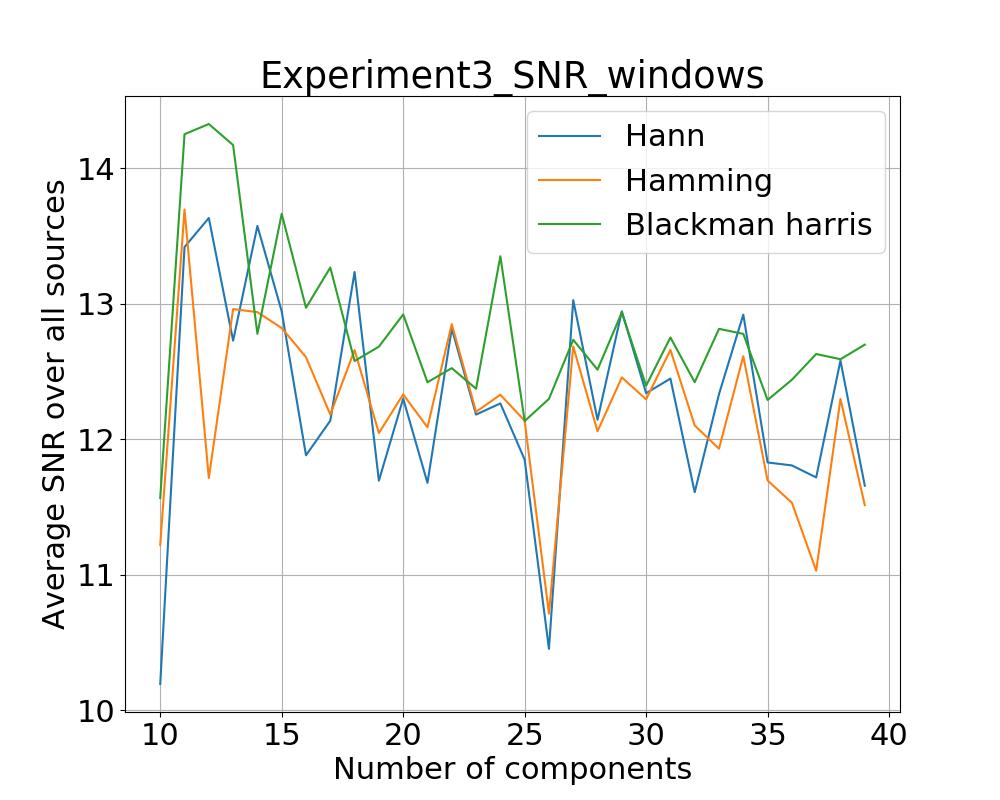 Experiment3_SNR_windows
Hann
Hamming
Blackman harris
Average SNR over all sources
14
13
12
11
10
10 15 20 25 30 35 40
Number of components